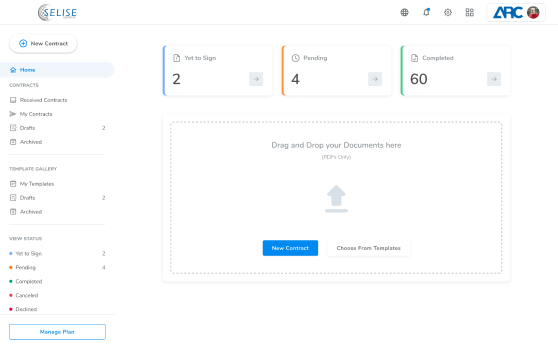 SELISE
ARC
New Contract
Home
CONTRACTS
Received Contracts
My Contracts
Drafts 2
Archived
TEMPLATE GALLERY
My Templates
Drafts 2
Archived
VIEW STATUS
Yet to Sign 2
Pending 4
Completed
Canceled
Declined
Manage Plan
Yet to Sign
2
Pending
4
Completed
60
Drag and Drop your Documents here
(PDFs Only)
New Contract
Choose From Templates